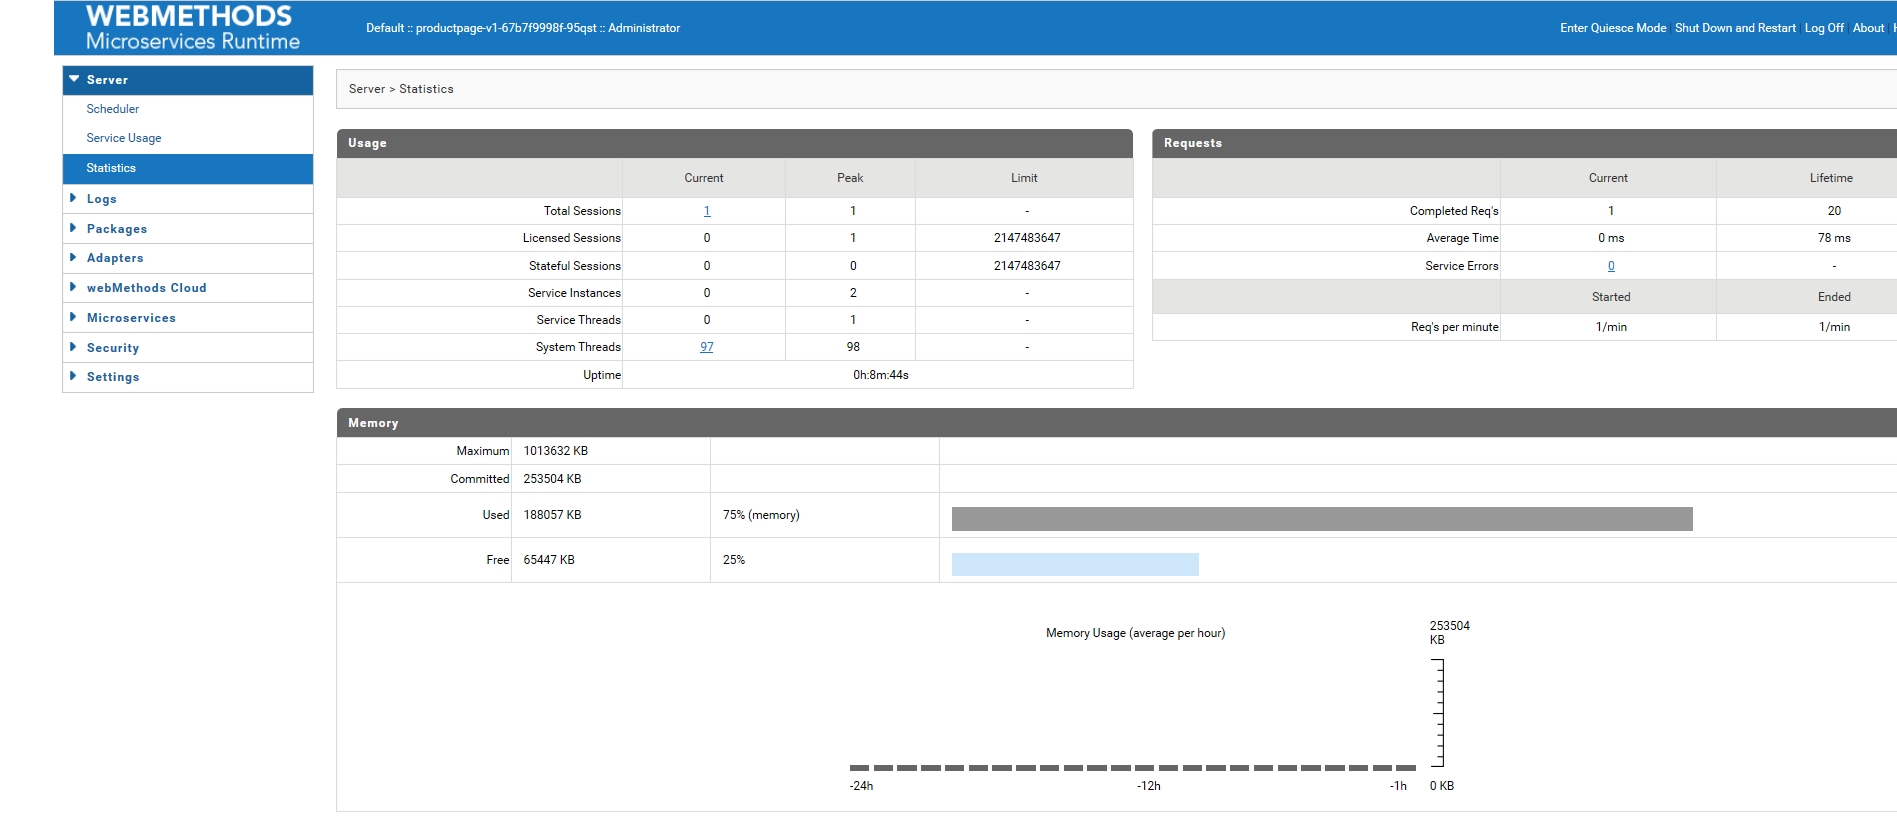 WEBMETHODS
Microservices Runtime
Default :: productpage-v1-67b7f9998f-95qst :: Administrator
Enter Quiesce Mode | Shut Down and Restart | Log Off | About |
Server
Scheduler
Service Usage
Statistics
Logs
Packages
Adapters
webMethods Cloud
Microservices
Security
Settings
Server > Statistics
Usage
Current Peak Limit
Total Sessions 1 1 -
Licensed Sessions 0 1 2147483647
Stateful Sessions 0 0 2147483647
Service Instances 0 2 -
Service Threads 0 1 -
System Threads 97 98 -
Uptime 0h:8m:44s
Requests
Current Lifetime
Completed Req's 1 20
Average Time 0 ms 78 ms
Service Errors 0 -
Started Ended
Req's per minute 1/min 1/min
Memory
Maximum 1013632 KB
Committed 253504 KB
Used 188057 KB 75% (memory)
Free 65447 KB 25%
Memory Usage (average per hour)
253504
KB
-24h -12h -1h 0 KB